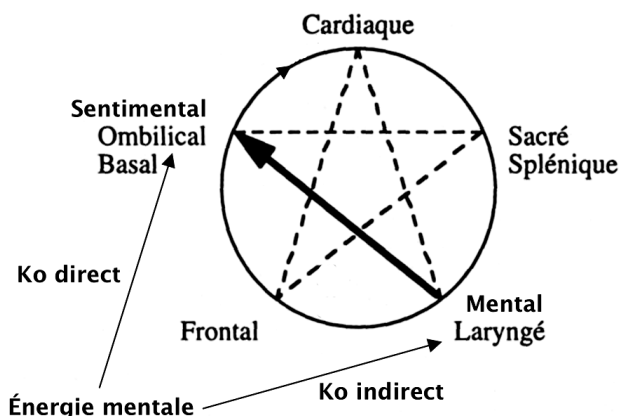 Cardiaque
Sentimental
Ombilical
Basal
Sacré
Splénique
Ko direct
Mental
Laryngé
Frontal
Ko indirect
Énergie mentale